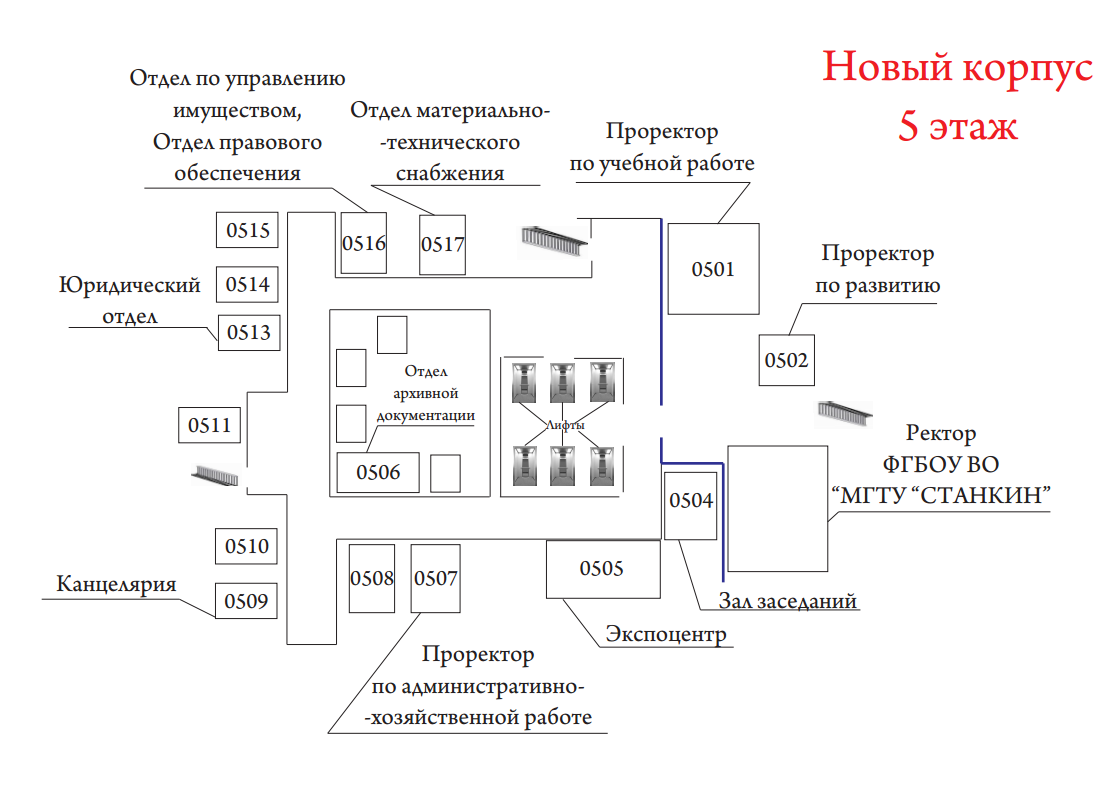 Новый корпус
5 этаж
Отдел по управлению
имуществом,
Отдел правового
обеспечения
Отдел материально-
-технического
снабжения
Проректор
по учебной работе
0515
0516
0517
0501
Проректор
по развитию
0514
Юридический
отдел
0513
0502
Отдел
архивной
документации
Лифты
0511
0506
Ректор
ФГБОУ ВО
“МГТУ “СТАНКИН”
0504
0510
0508
0507
0505
Канцелярия
0509
Зал заседаний
Экспоцентр
Проректор
по административно-
-хозяйственной работе